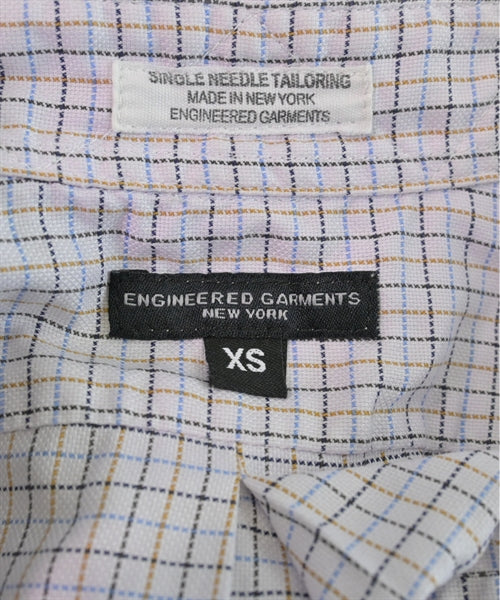 SINGLE NEEDLE TAILORING
MADE IN NEW YORK
ENGINEERED GARMENTS
ENGINEERED GARMENTS
NEW YORK
XS